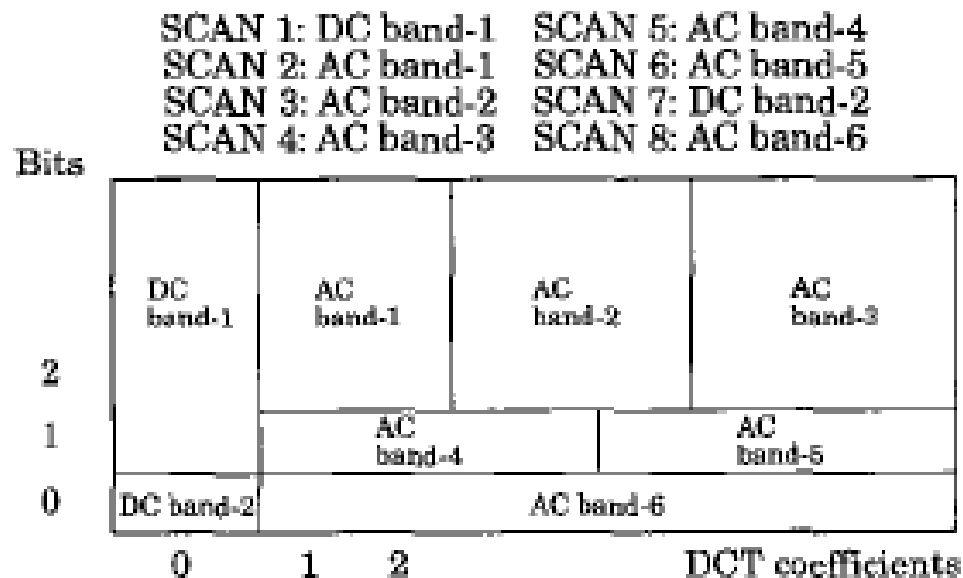 SCAN 1: DC band-1 SCAN 5: AC band-4
SCAN 2: AC band-1 SCAN 6: AC band-5
SCAN 3: AC band-2 SCAN 7: DC band-2
SCAN 4: AC band-3 SCAN 8: AC band-6
Bits
DC AC AC AC
band-1 band-1 band-2 band-3
2
1
AC AC
band-4 band-5
0 DC band-2 AC band-6
0 1 2 DCT coefficients